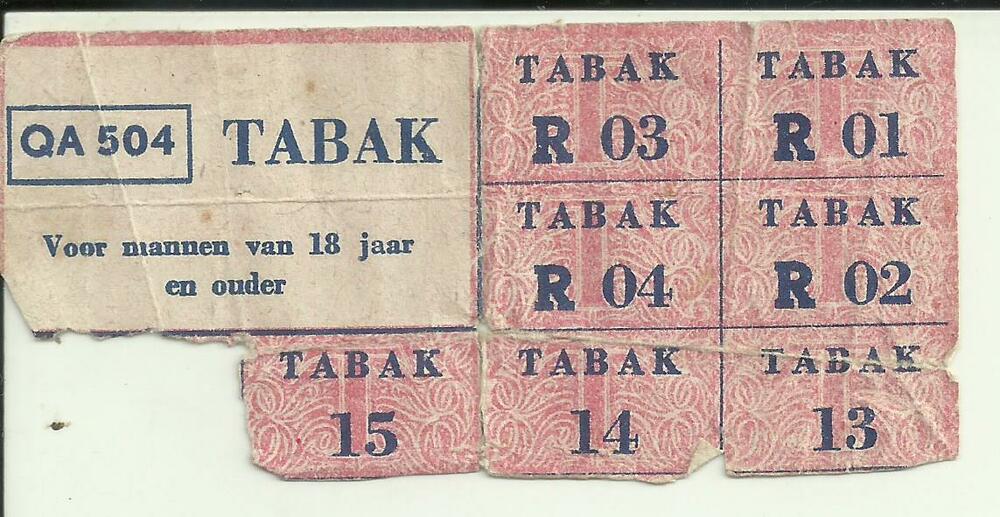 QA 504 TABAK
Voor mannen van 18 jaar
en ouder
TABAK
R 03
TABAK
R 01
TABAK
R 04
TABAK
R 02
TABAK
15
TABAK
14
TABAK
13